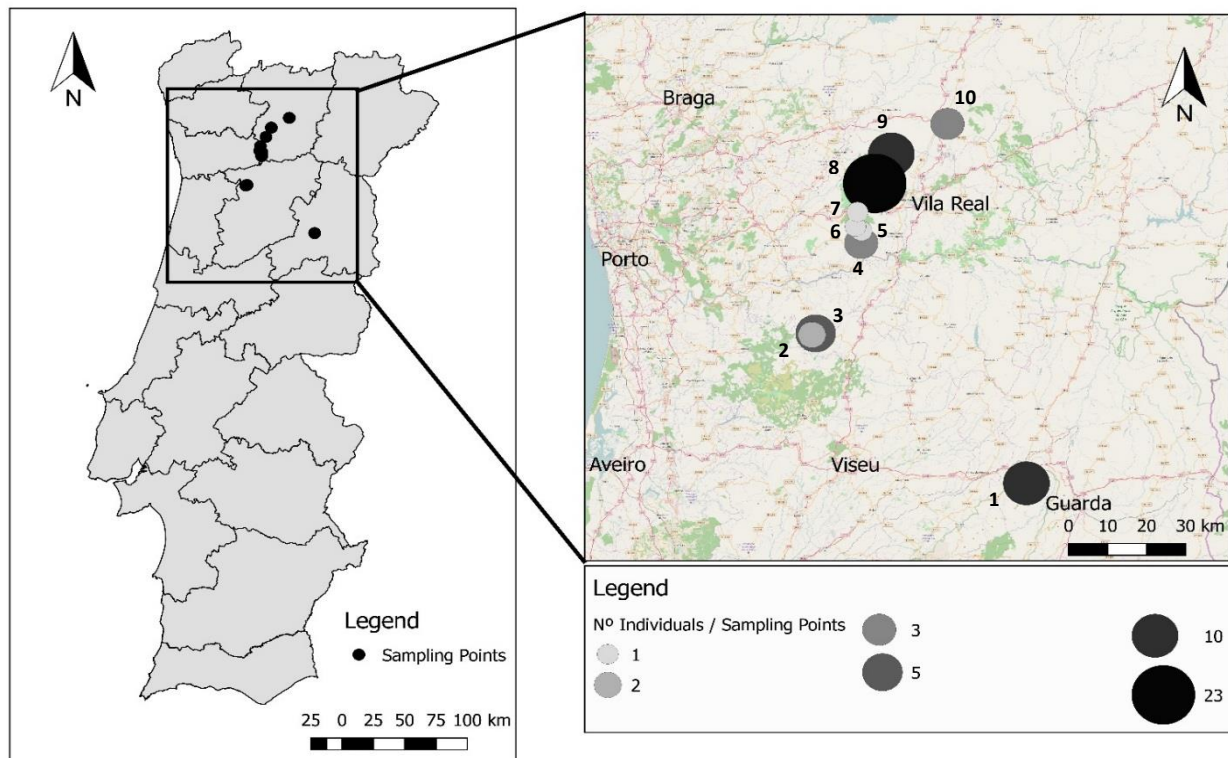 N
Legend
Sampling Points
25 0 25 50 75 100 km
N
Braga
10
9
8
Vila Real
7
6
5
4
Porto
3
2
Aveiro
Viseu
1
Guarda
0 10 20 30 km
Legend
Nº Individuals / Sampling Points
1
2
3
5
10
23